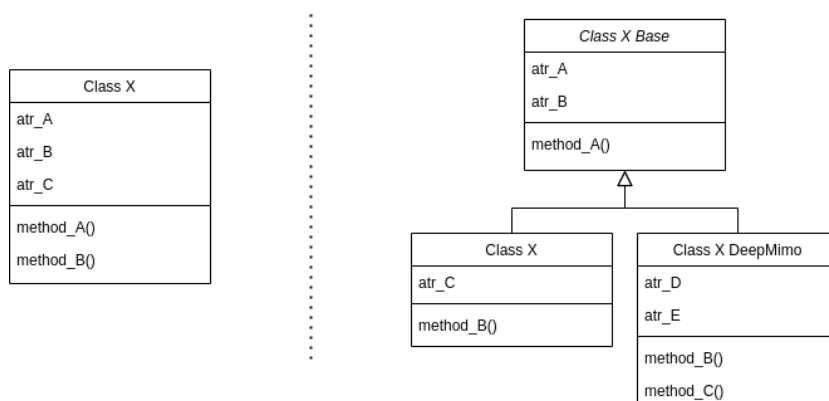 Class X
atr_A
atr_B
atr_C
method_A()
method_B()
Class X Base
atr_A
atr_B
method_A()
Class X
atr_C
method_B()
Class X DeepMimo
atr_D
atr_E
method_B()
method_C()